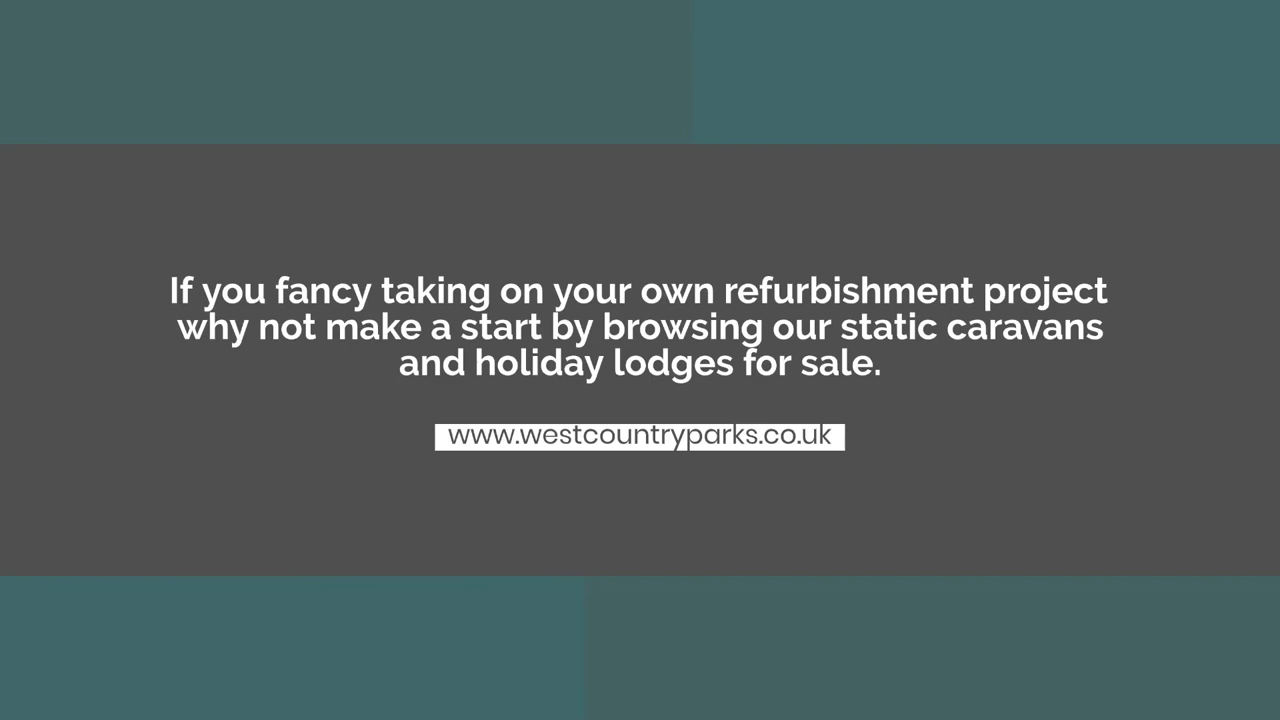 If you fancy taking on your own refurbishment project
why not make a start by browsing our static caravans
and holiday lodges for sale.
www.westcountryparks.co.uk